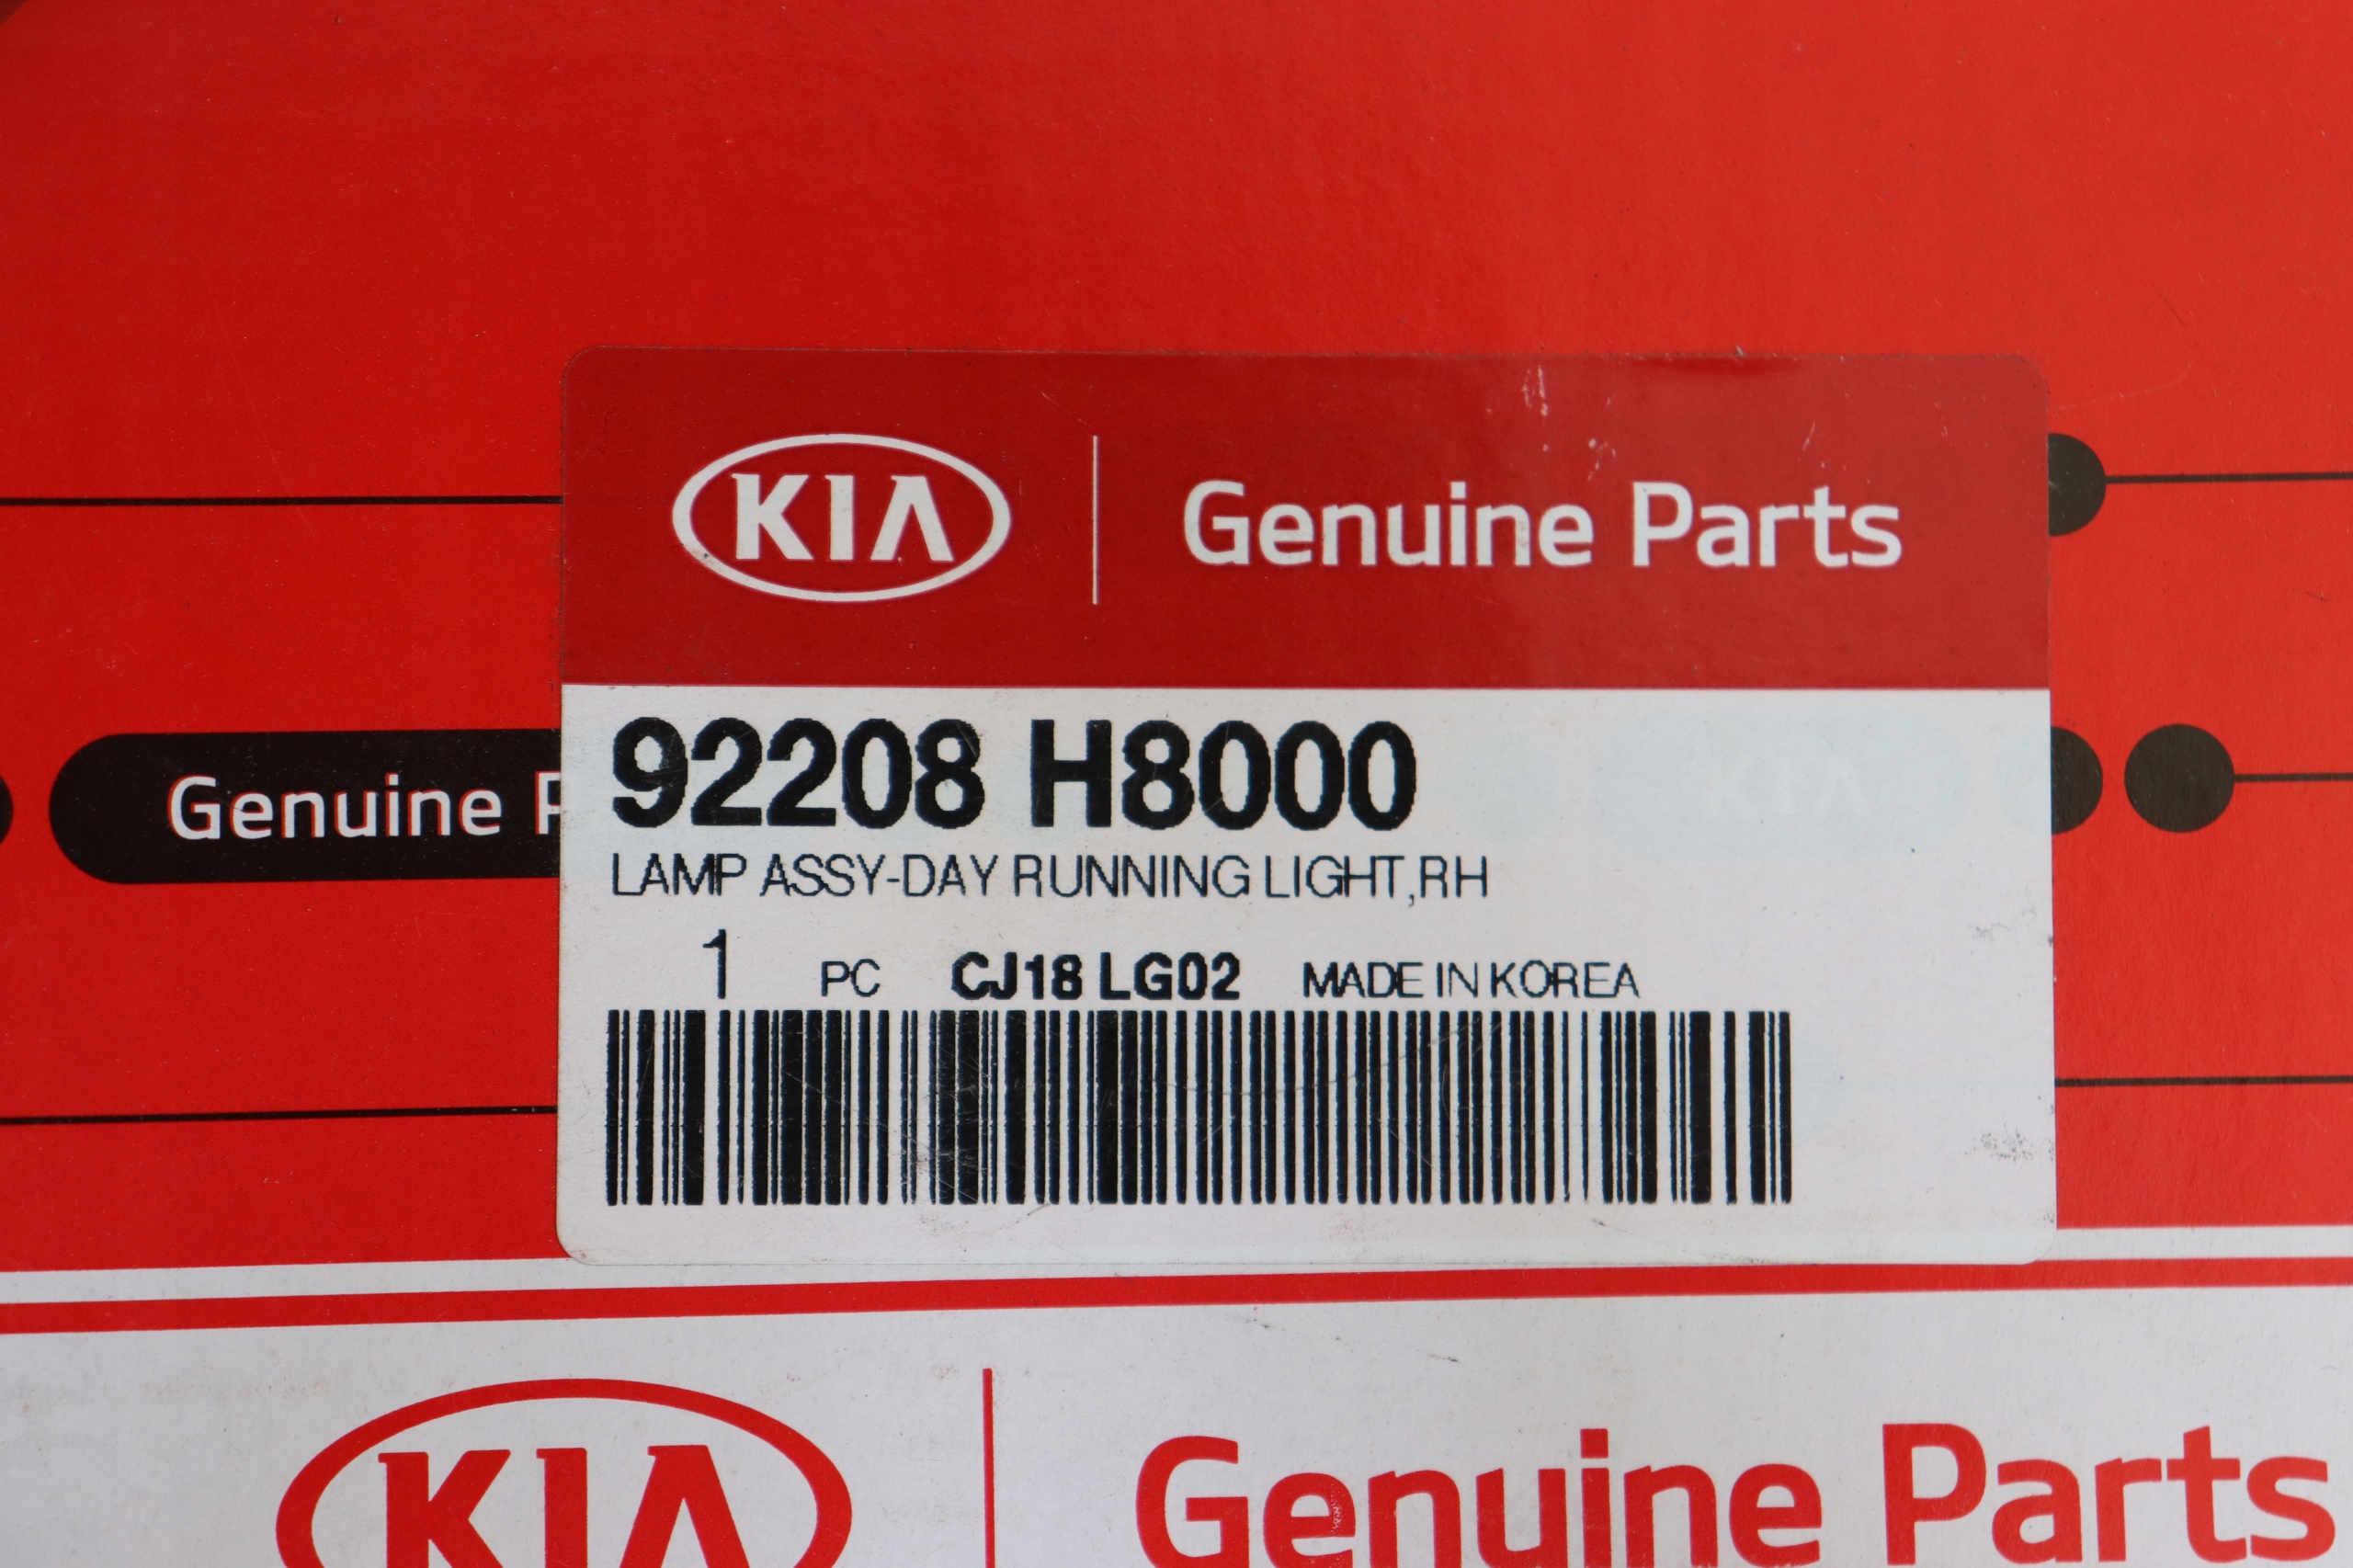 KIA Genuine Parts
Genuine P
92208 H8000
KIA
LAMP ASSY-DAY RUNNING LIGHT,RH
1 PC CJ18 LG02 MADE IN KOREA
KIA Genuine Parts